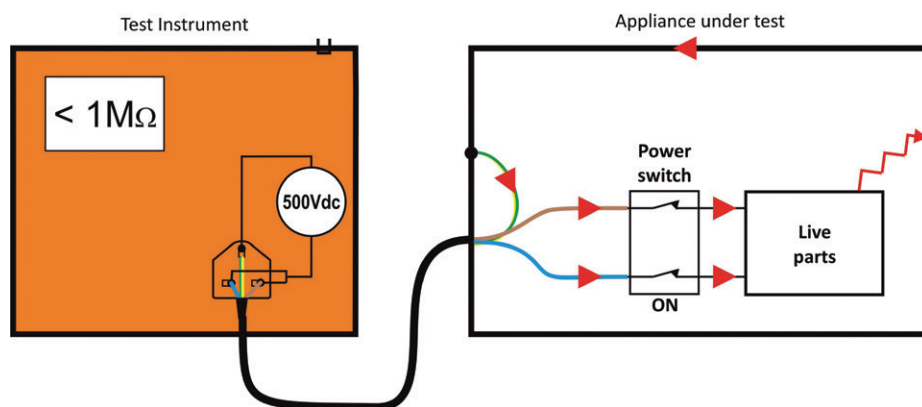 Test Instrument
Appliance under test
< 1MΩ
500Vdc
Power
switch
ON
Live
parts